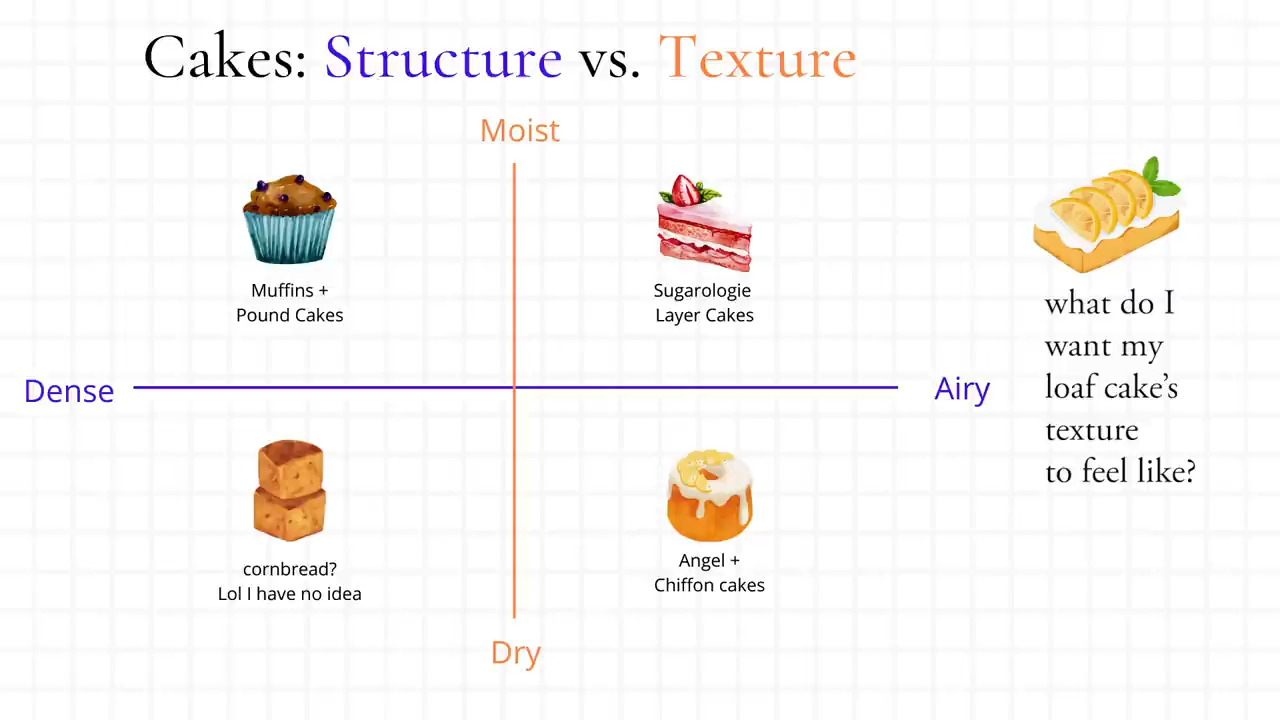 Cakes: Structure vs. Texture
Moist
Muffins +
Pound Cakes
Sugarologie
Layer Cakes
Dense
Airy
what do I
want my
loaf cake’s
texture
to feel like?
cornbread?
Lol I have no idea
Angel +
Chiffon cakes
Dry